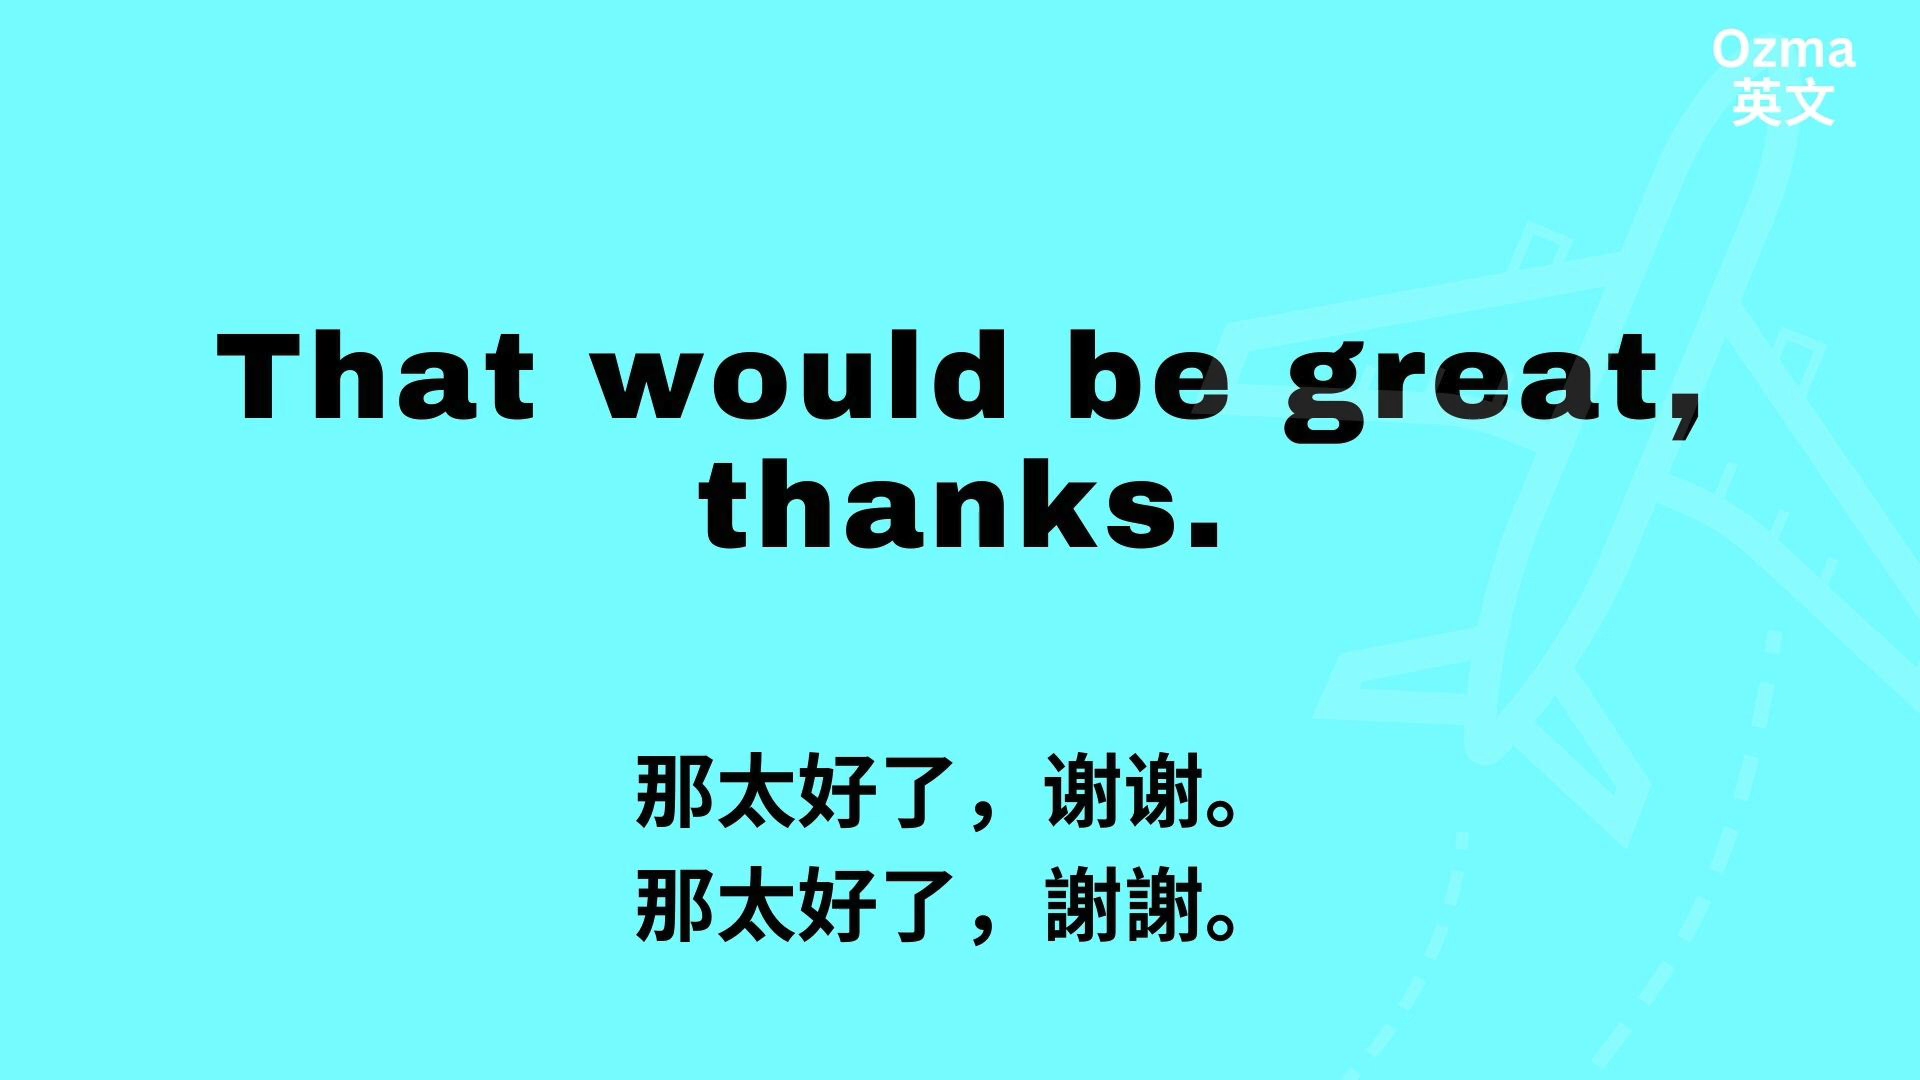 Ozma
英文
That would be great,
thanks.
那太好了，谢谢。
那太好了，謝謝。